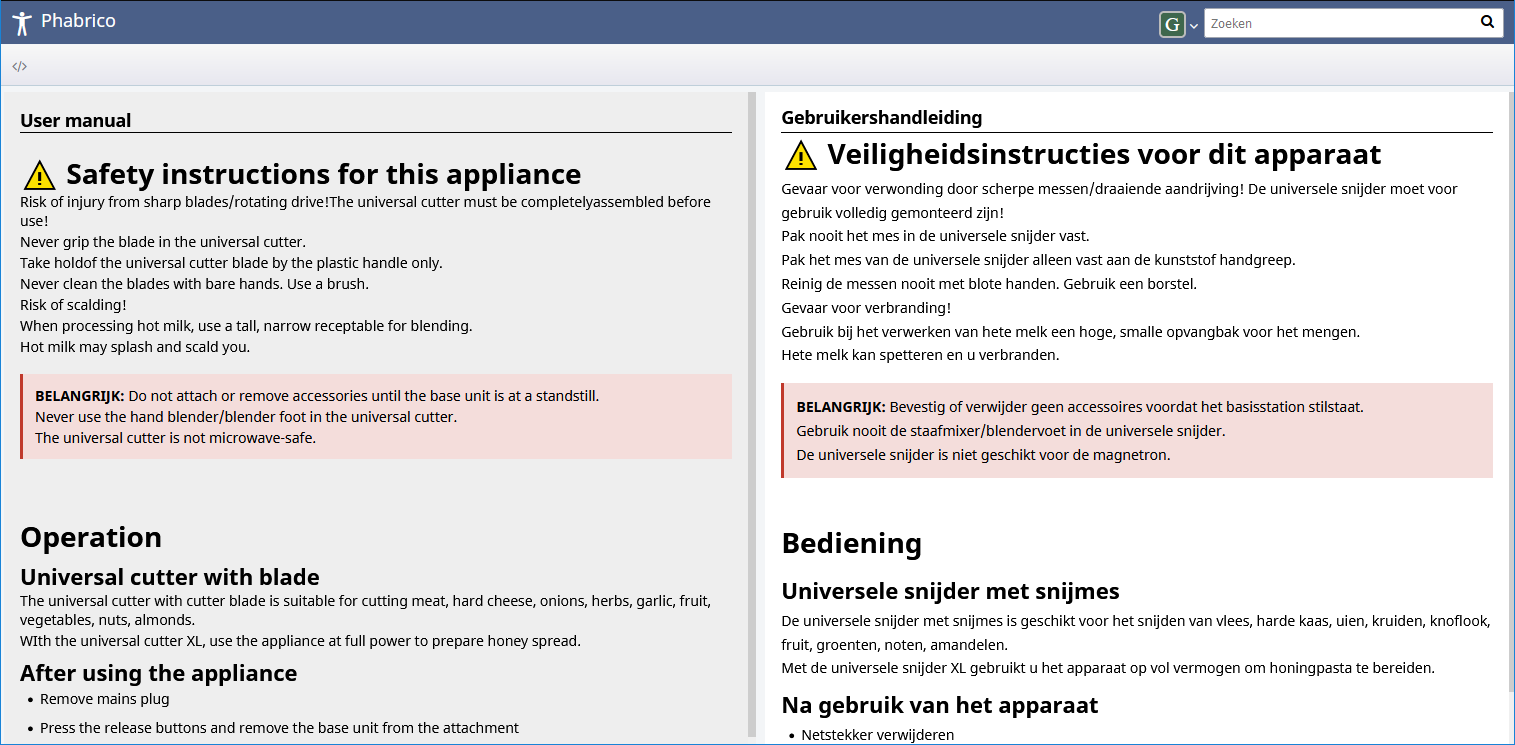 Phabrico
G
Zoeken
</>
User manual
Safety instructions for this appliance
Risk of injury from sharp blades/rotating drive!The universal cutter must be completelyassembled before
use!
Never grip the blade in the universal cutter.
Take holdof the universal cutter blade by the plastic handle only.
Never clean the blades with bare hands. Use a brush.
Risk of scalding!
When processing hot milk, use a tall, narrow receptable for blending.
Hot milk may splash and scald you.
BELANGRIJK: Do not attach or remove accessories until the base unit is at a standstill.
Never use the hand blender/blender foot in the universal cutter.
The universal cutter is not microwave-safe.
Operation
Universal cutter with blade
The universal cutter with cutter blade is suitable for cutting meat, hard cheese, onions, herbs, garlic, fruit,
vegetables, nuts, almonds.
WIth the universal cutter XL, use the appliance at full power to prepare honey spread.
After using the appliance
• Remove mains plug
• Press the release buttons and remove the base unit from the attachment
Gebruikershandleiding
Veiligheidsinstructies voor dit apparaat
Gevaar voor verwonding door scherpe messen/draaiende aandrijving! De universele snijder moet voor
gebruik volledig gemonteerd zijn!
Pak nooit het mes in de universele snijder vast.
Pak het mes van de universele snijder alleen vast aan de kunststof handgreep.
Reinig de messen nooit met blote handen. Gebruik een borstel.
Gevaar voor verbranding!
Gebruik bij het verwerken van hete melk een hoge, smalle opvangbak voor het mengen.
Hete melk kan spetteren en u verbranden.
BELANGRIJK: Bevestig of verwijder geen accessoires voordat het basisstation stilstaat.
Gebruik nooit de staafmixer/blendervoet in de universele snijder.
De universele snijder is niet geschikt voor de magnetron.
Bediening
Universele snijder met snijmes
De universele snijder met snijmes is geschikt voor het snijden van vlees, harde kaas, uien, kruiden, knoflook,
fruit, groenten, noten, amandelen.
Met de universele snijder XL gebruikt u het apparaat op vol vermogen om honingpasta te bereiden.
Na gebruik van het apparaat
• Netstekker verwijderen